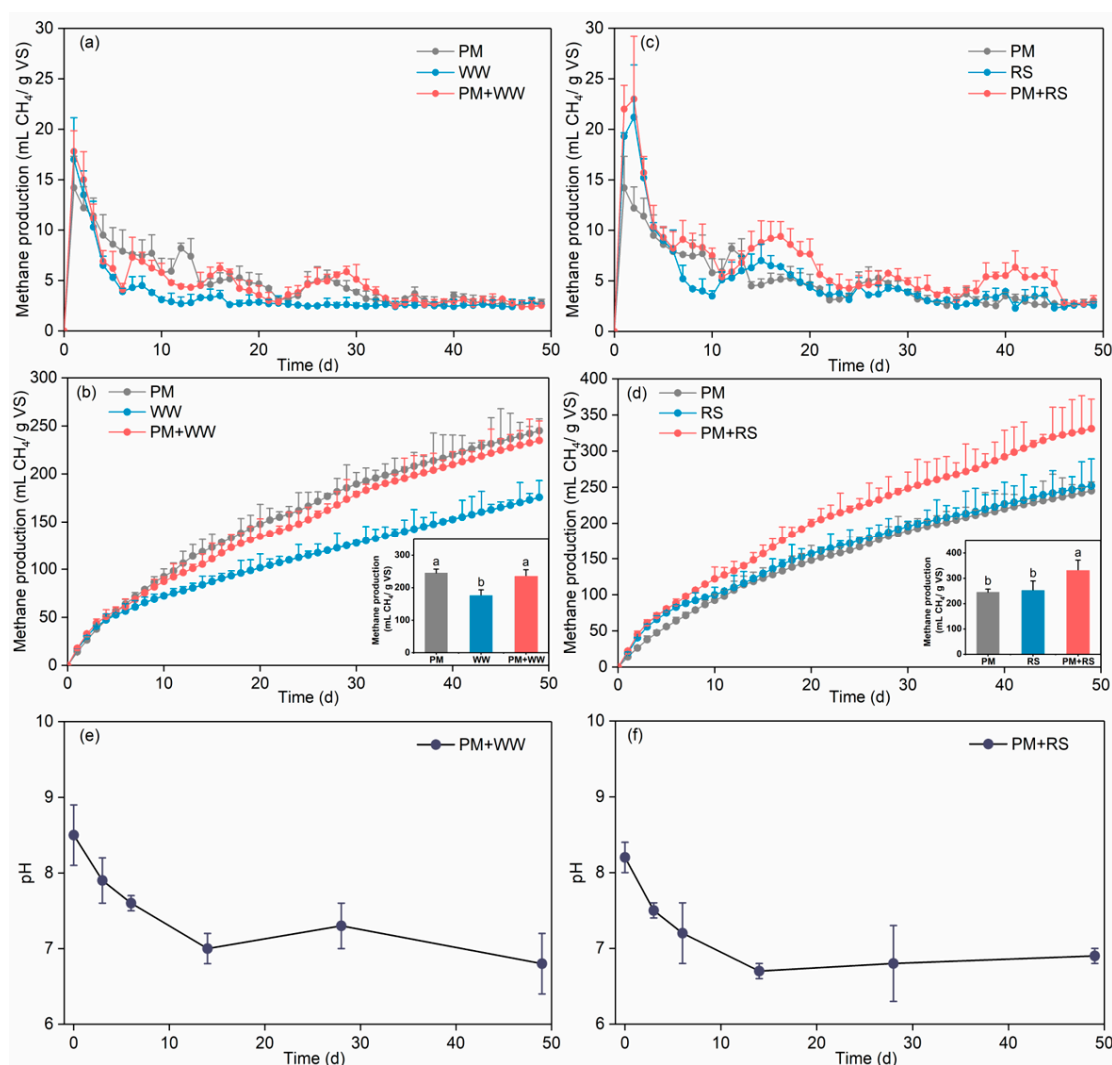 (a)
PM
WW
PM+WW
Methane production (mL CH₄/ g VS)
30
25
20
15
10
5
0
0 10 20 30 40 50
Time (d)
(c)
PM
RS
PM+RS
Methane production (mL CH₄/ g VS)
30
25
20
15
10
5
0
0 10 20 30 40 50
Time (d)
(b)
PM
WW
PM+WW
Methane production (mL CH₄/ g VS)
300
250
200
150
100
50
0
0 10 20 30 40 50
Time (d)
Methane production
(mL CH₄/ g VS)
300
200
100
0
a b a
PM WW PM+WW
(d)
PM
RS
PM+RS
Methane production (mL CH₄/ g VS)
400
350
300
250
200
150
100
50
0
0 10 20 30 40 50
Time (d)
Methane production
(mL CH₄/ g VS)
400
300
200
100
0
b b a
PM RS PM+RS
(e)
PM+WW
pH
10
9
8
7
6
0 10 20 30 40 50
Time (d)
(f)
PM+RS
pH
10
9
8
7
6
0 10 20 30 40 50
Time (d)